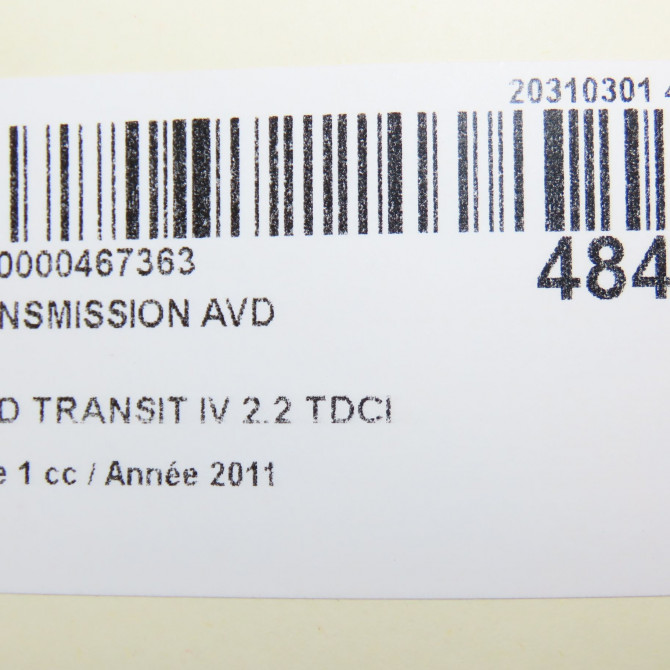 20310301 4
0000467363
484
NSMISSION AVD
D TRANSIT IV 2.2 TDCI
e 1 cc / Année 2011